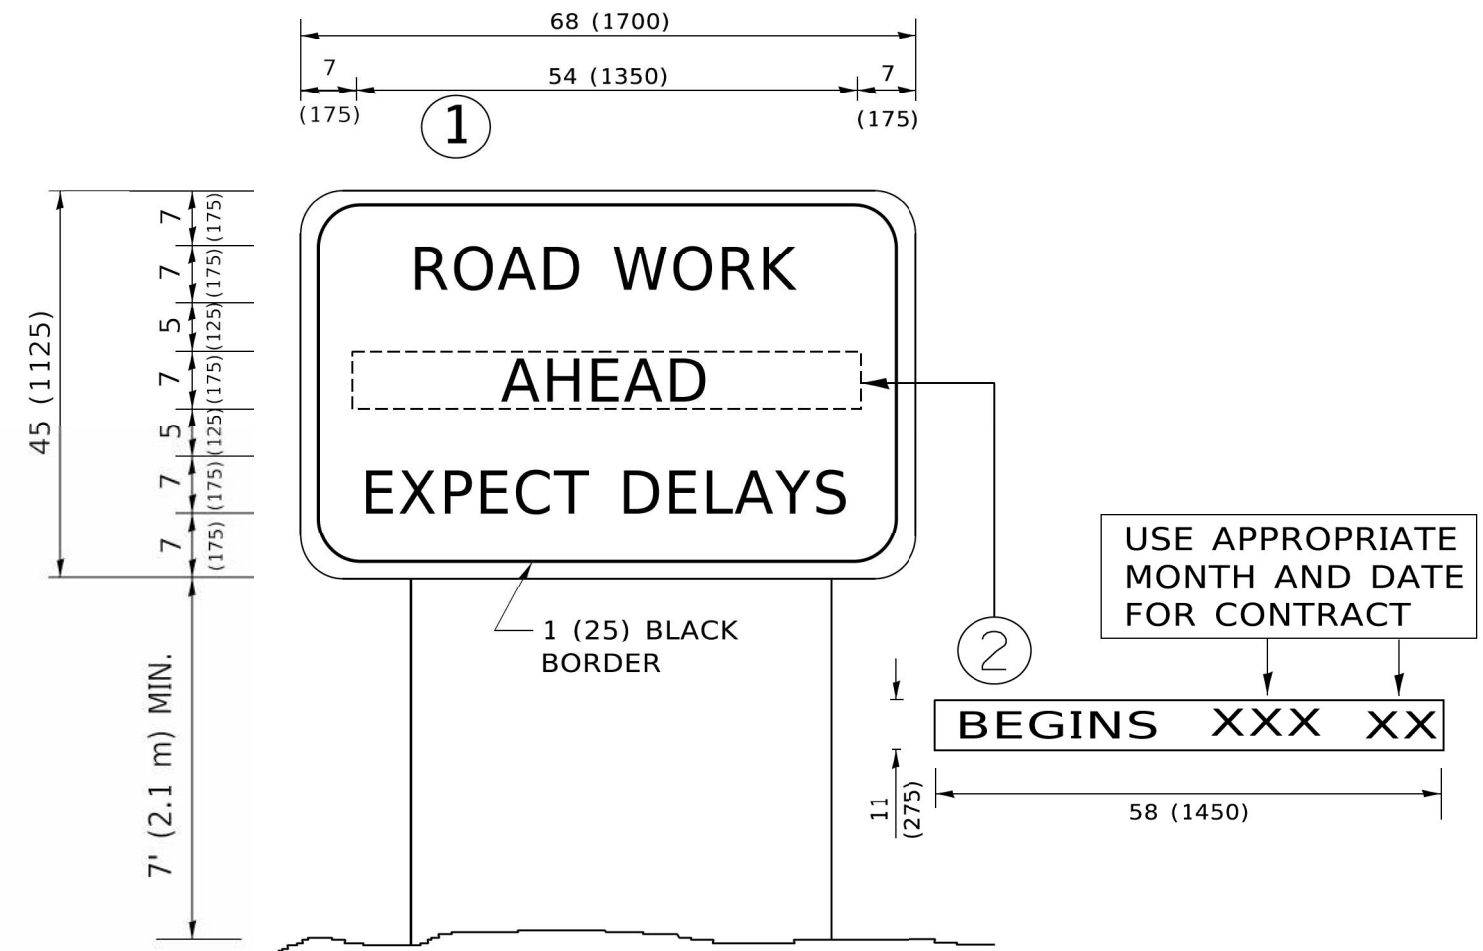 68 (1700)
7
54 (1350)
7
(175)
(175)
1
7
(175)
7
(175)
5
(125)
7
(175)
5
(125)
7
(175)
7
(175)
45 (1125)
ROAD WORK
AHEAD
EXPECT DELAYS
1 (25) BLACK
BORDER
7' (2.1 m) MIN.
USE APPROPRIATE
MONTH AND DATE
FOR CONTRACT
2
BEGINS XXX XX
11
(275)
58 (1450)